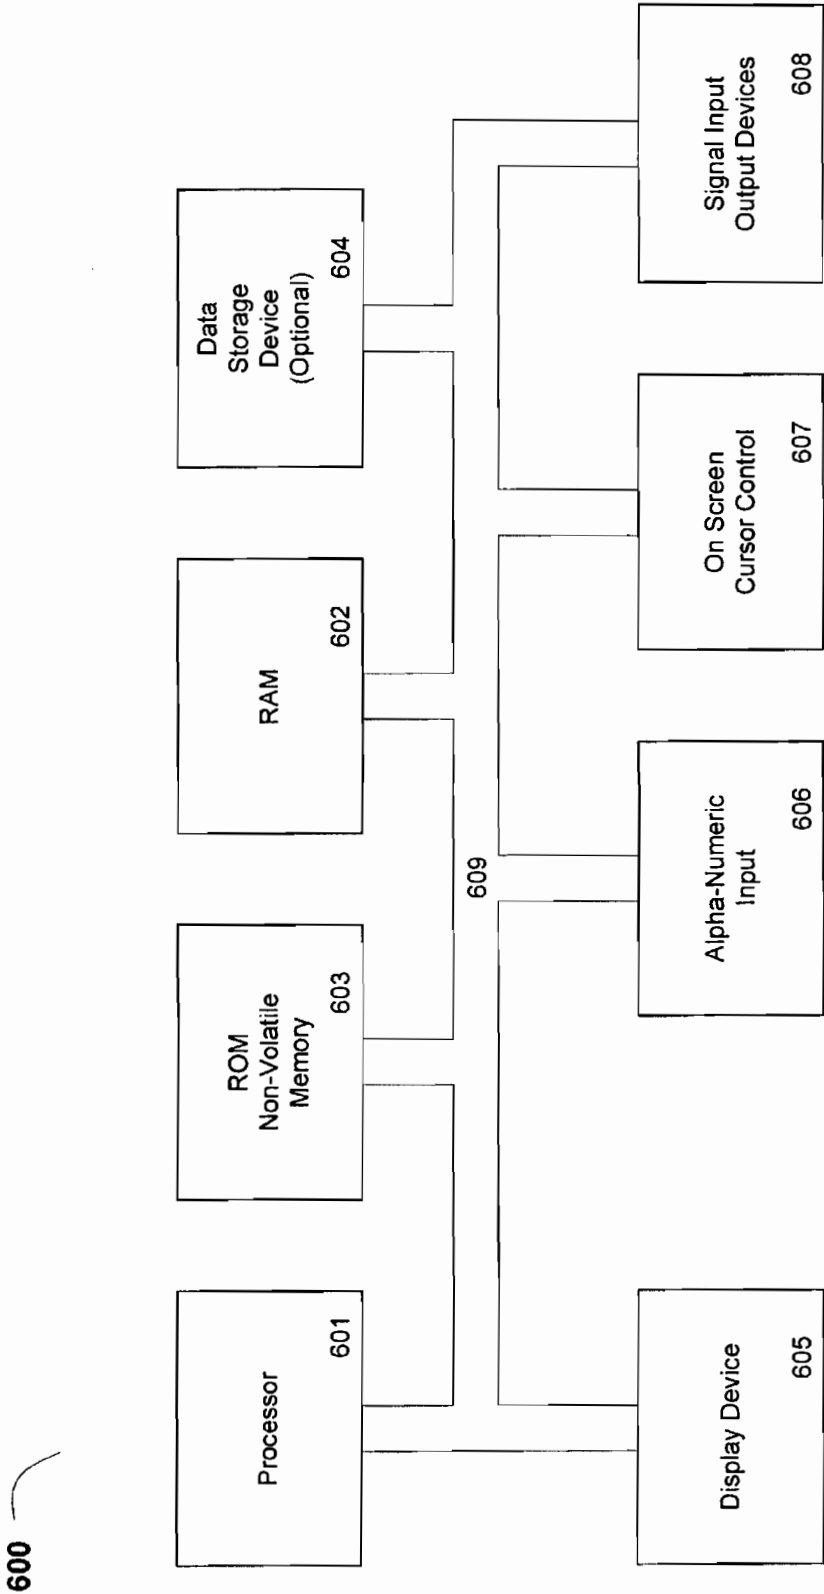 600
Processor
601
ROM
Non-Volatile
Memory
603
RAM
602
Data
Storage
Device
(Optional)
604
609
Display Device
605
Alpha-Numeric
Input
606
On Screen
Cursor Control
607
Signal Input
Output Devices
608